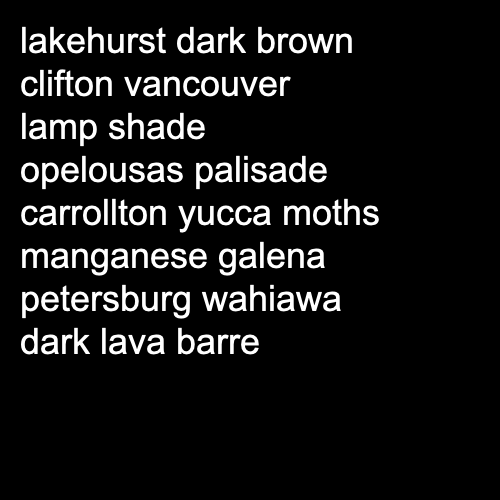 lakehurst dark brown
clifton vancouver
lamp shade
opelousas palisade
carrollton yucca moths
manganese galena
petersburg wahiawa
dark lava barre